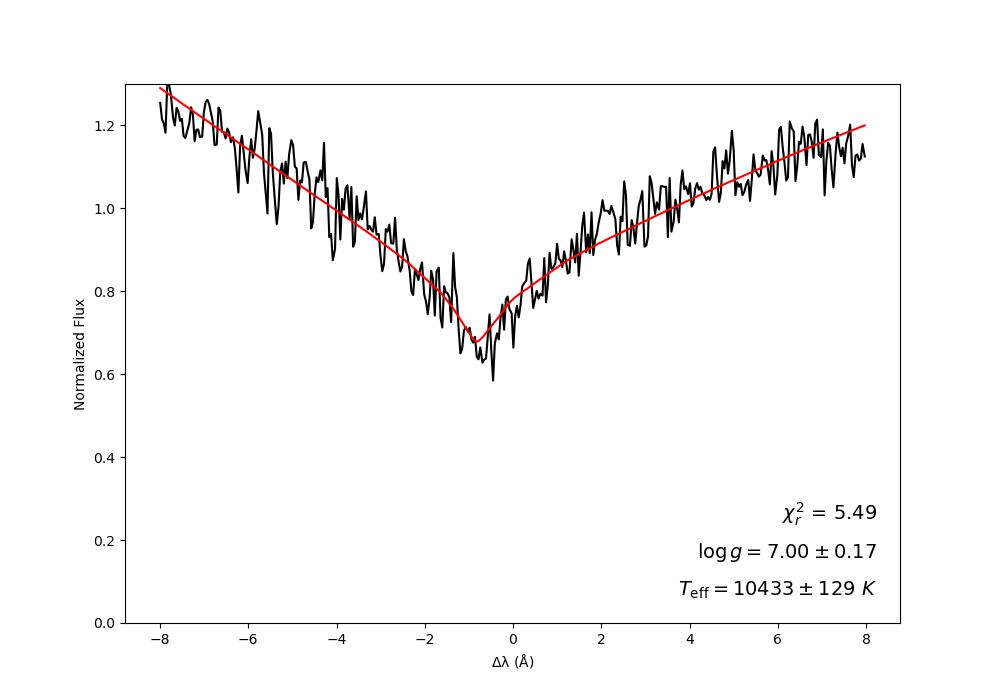 1.2
1.0
0.8
0.6
0.4
0.2
0.0
Normalized Flux
χ²ᵣ = 5.49
log g = 7.00 ± 0.17
T_eff = 10433 ± 129 K
−8 −6 −4 −2 0 2 4 6 8
Δλ (Å)